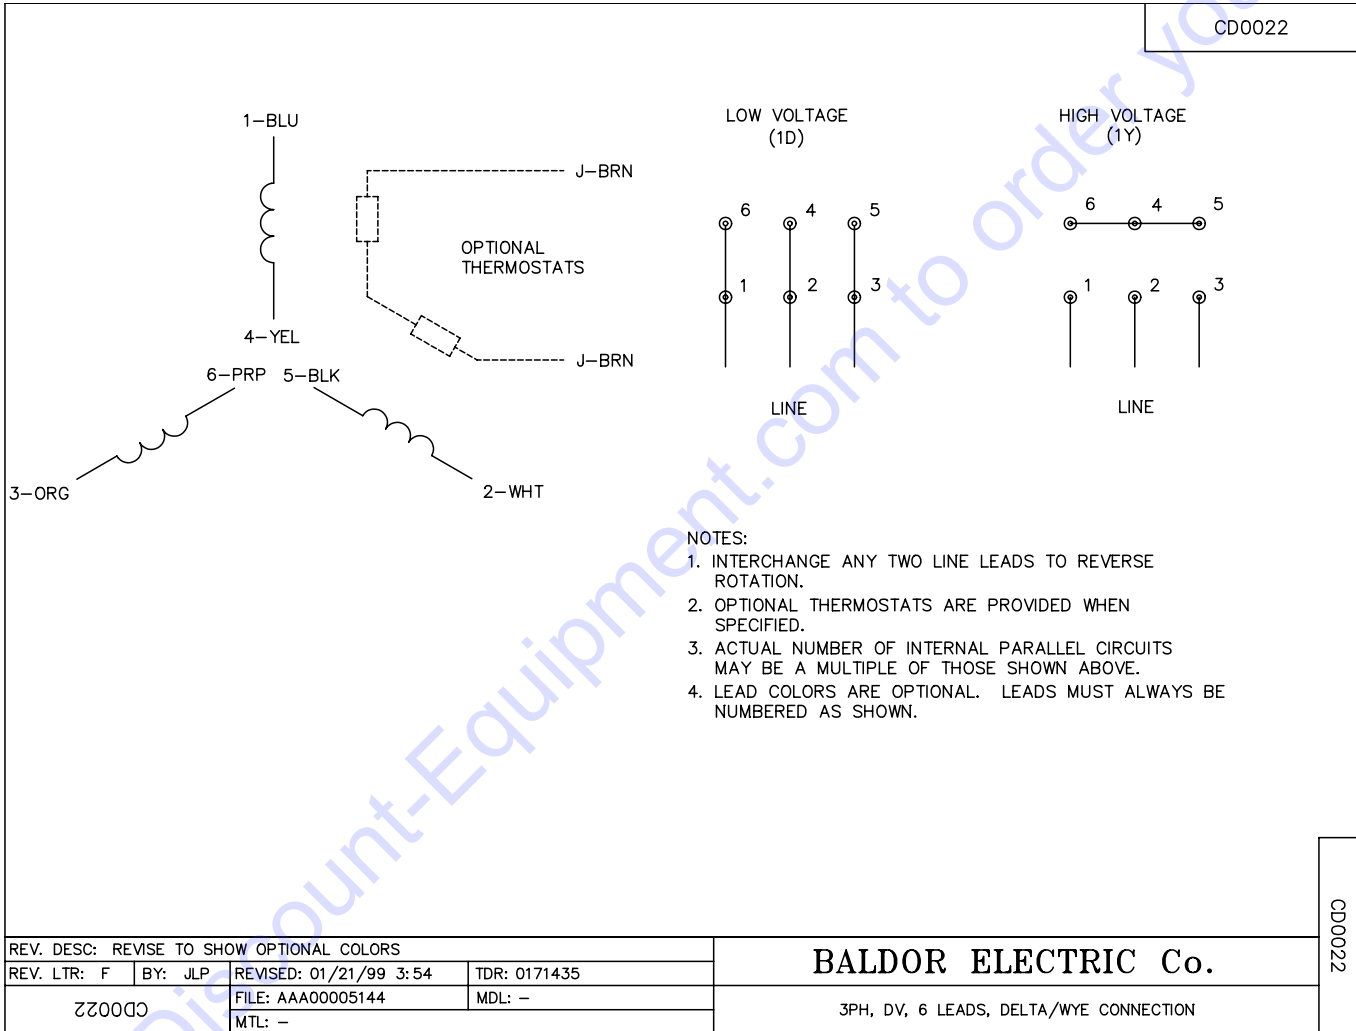 CD0022
1-BLU
J-BRN
OPTIONAL
THERMOSTATS
4-YEL
J-BRN
6-PRP 5-BLK
3-ORG
2-WHT
LOW VOLTAGE
(1D)
6 4 5
1 2 3
LINE
HIGH VOLTAGE
(1Y)
6 4 5
1 2 3
LINE
NOTES:
1. INTERCHANGE ANY TWO LINE LEADS TO REVERSE
ROTATION.
2. OPTIONAL THERMOSTATS ARE PROVIDED WHEN
SPECIFIED.
3. ACTUAL NUMBER OF INTERNAL PARALLEL CIRCUITS
MAY BE A MULTIPLE OF THOSE SHOWN ABOVE.
4. LEAD COLORS ARE OPTIONAL. LEADS MUST ALWAYS BE
NUMBERED AS SHOWN.
Discount-Equipment.com to order you
CD0022
REV. DESC: REVISE TO SHOW OPTIONAL COLORS
REV. LTR: F BY: JLP REVISED: 01/21/99 3:54 TDR: 0171435
CD0022
FILE: AAA00005144 MDL: -
MTL: -
BALDOR ELECTRIC Co.
3PH, DV, 6 LEADS, DELTA/WYE CONNECTION